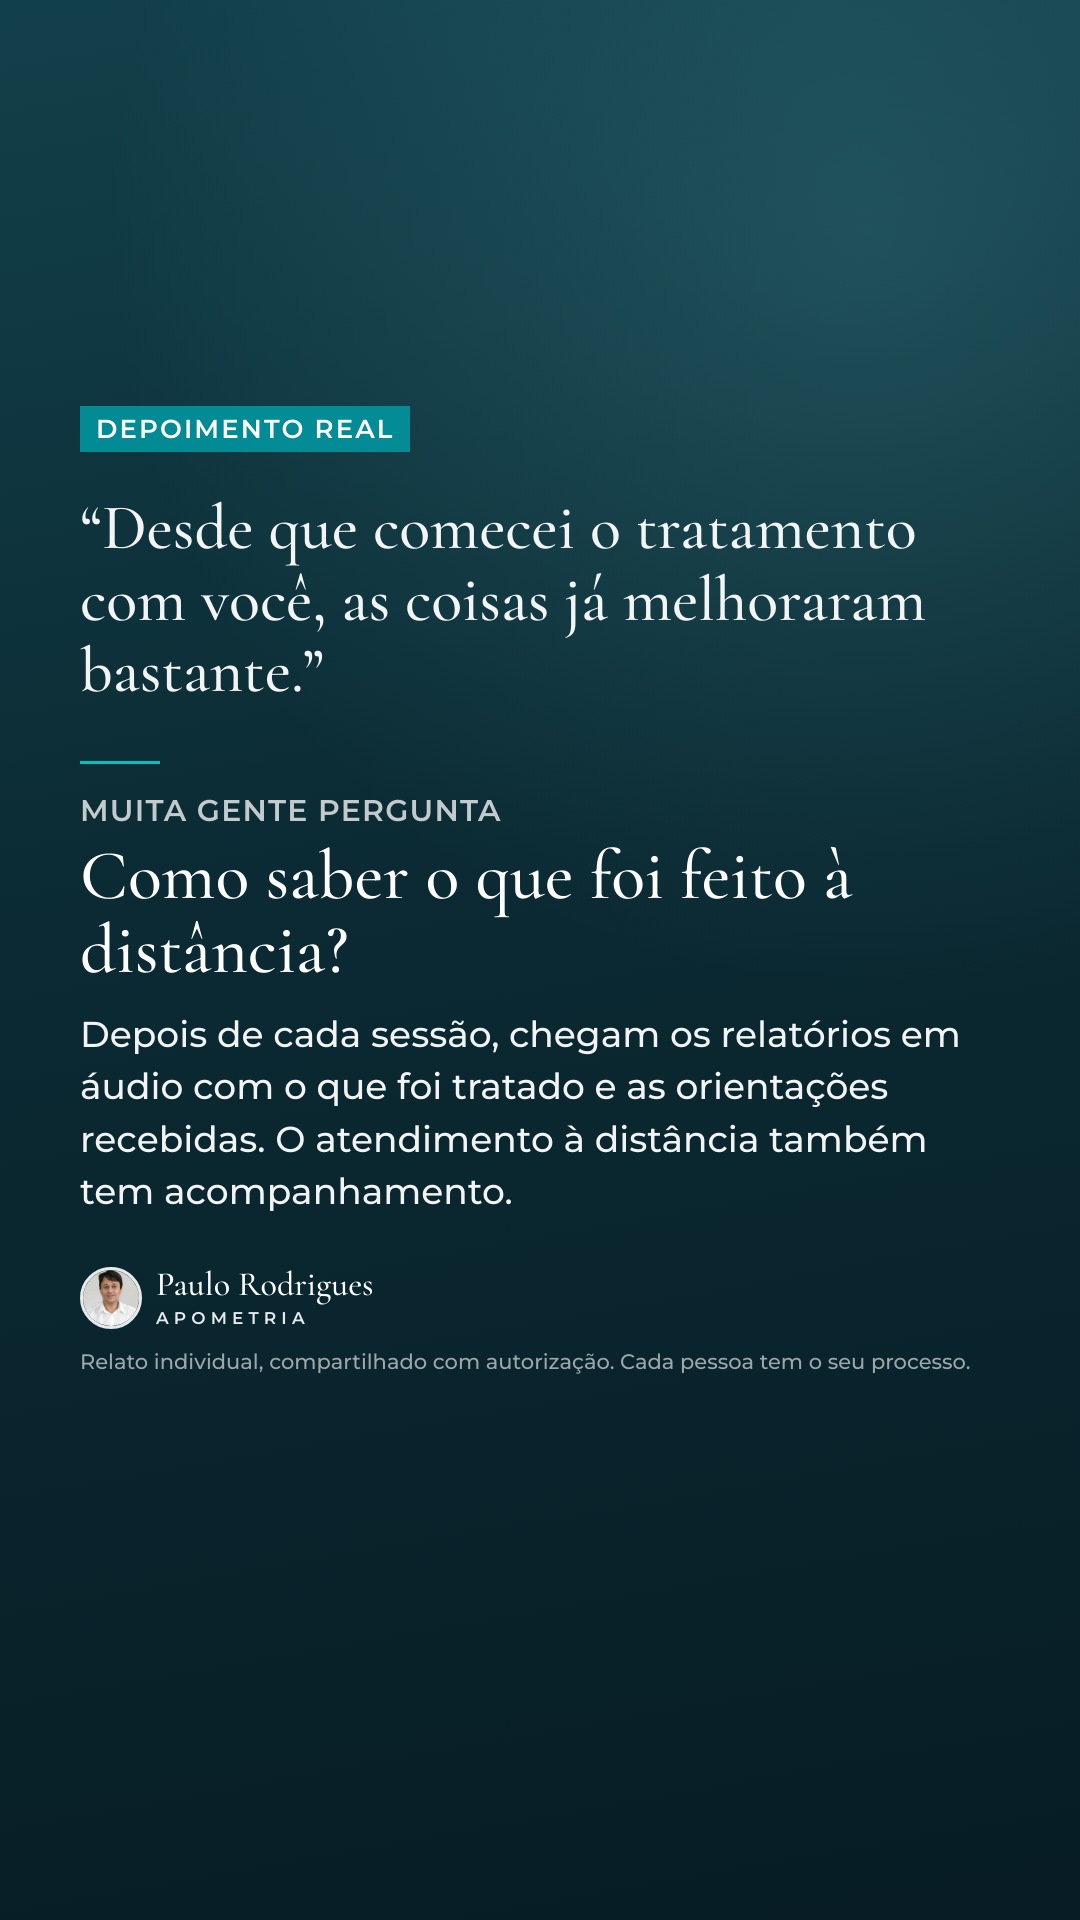 DEPOIMENTO REAL
“Desde que comecei o tratamento
com você, as coisas já melhoraram
bastante.”
MUITA GENTE PERGUNTA
Como saber o que foi feito à
distância?
Depois de cada sessão, chegam os relatórios em
áudio com o que foi tratado e as orientações
recebidas. O atendimento à distância também
tem acompanhamento.
Paulo Rodrigues
APOMETRIA
Relato individual, compartilhado com autorização. Cada pessoa tem o seu processo.